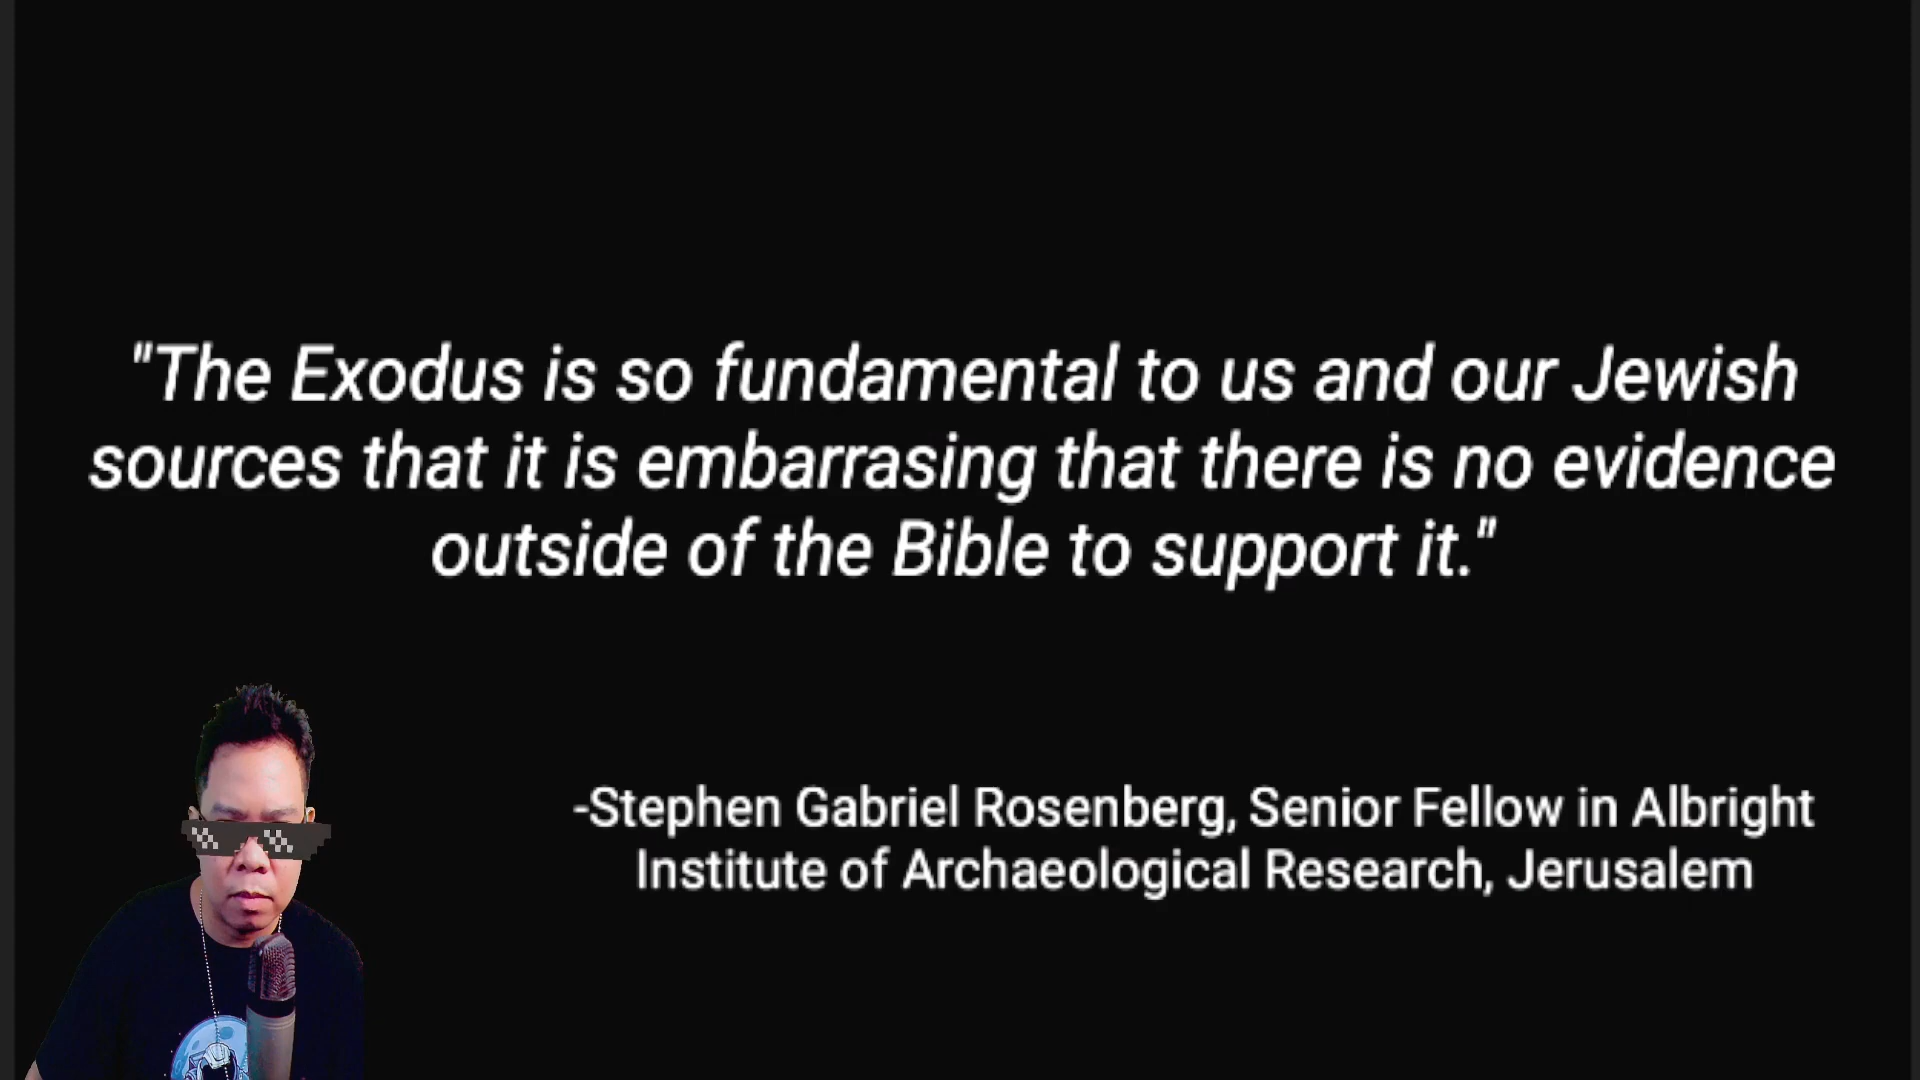 "The Exodus is so fundamental to us and our Jewish
sources that it is embarrasing that there is no evidence
outside of the Bible to support it."
-Stephen Gabriel Rosenberg, Senior Fellow in Albright
Institute of Archaeological Research, Jerusalem